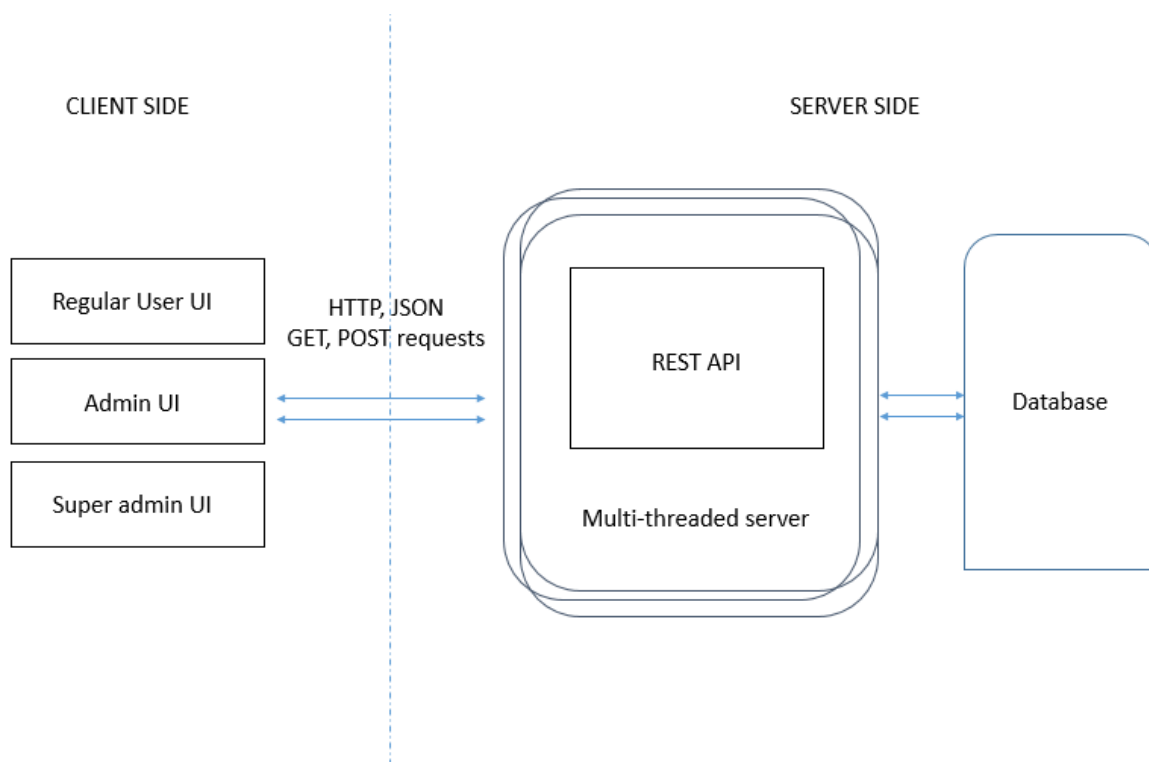 CLIENT SIDE
SERVER SIDE
Regular User UI
Admin UI
Super admin UI
HTTP, JSON
GET, POST requests
REST API
Multi-threaded server
Database